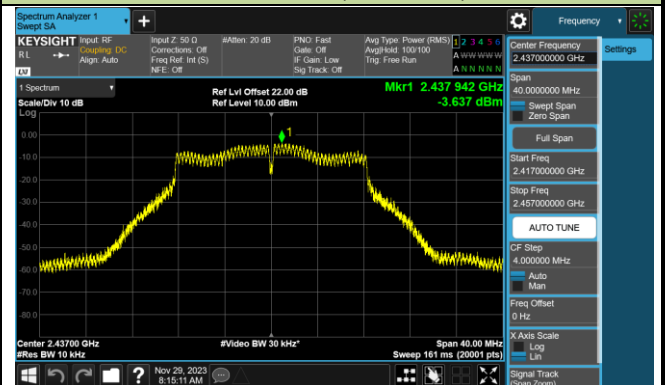 Spectrum Analyzer 1
Swept SA
+
Frequency
KEYSIGHT
Input: RF
Coupling: DC
Align: Auto
Input Z: 50 Ω
Corrections: Off
Freq Ref: Int (S)
NFE: Off
#Atten: 20 dB
PNO: Fast
Gate: Off
IF Gain: Low
Sig Track: Off
Avg Type: Power (RMS)
Avg|Hold: 100/100
Trig: Free Run
1 2 3 4 5 6
A W W W W W
A N N N N N
RL
LXI
Center Frequency
2.437000000 GHz
Settings
Span
40.0000000 MHz
Swept Span
Zero Span
Full Span
Start Freq
2.417000000 GHz
Stop Freq
2.457000000 GHz
AUTO TUNE
CF Step
4.000000 MHz
Auto
Man
Freq Offset
0 Hz
X Axis Scale
Log
Lin
Signal Track
(Span Zoom)
1 Spectrum
Scale/Div 10 dB
Log
Ref Lvl Offset 22.00 dB
Ref Level 10.00 dBm
Mkr1 2.437 942 GHz
-3.637 dBm
1
0.00
-10.0
-20.0
-30.0
-40.0
-50.0
-60.0
-70.0
-80.0
Center 2.43700 GHz
#Res BW 10 kHz
#Video BW 30 kHz*
Span 40.00 MHz
Sweep 161 ms (20001 pts)
?
Nov 29, 2023
8:15:11 AM